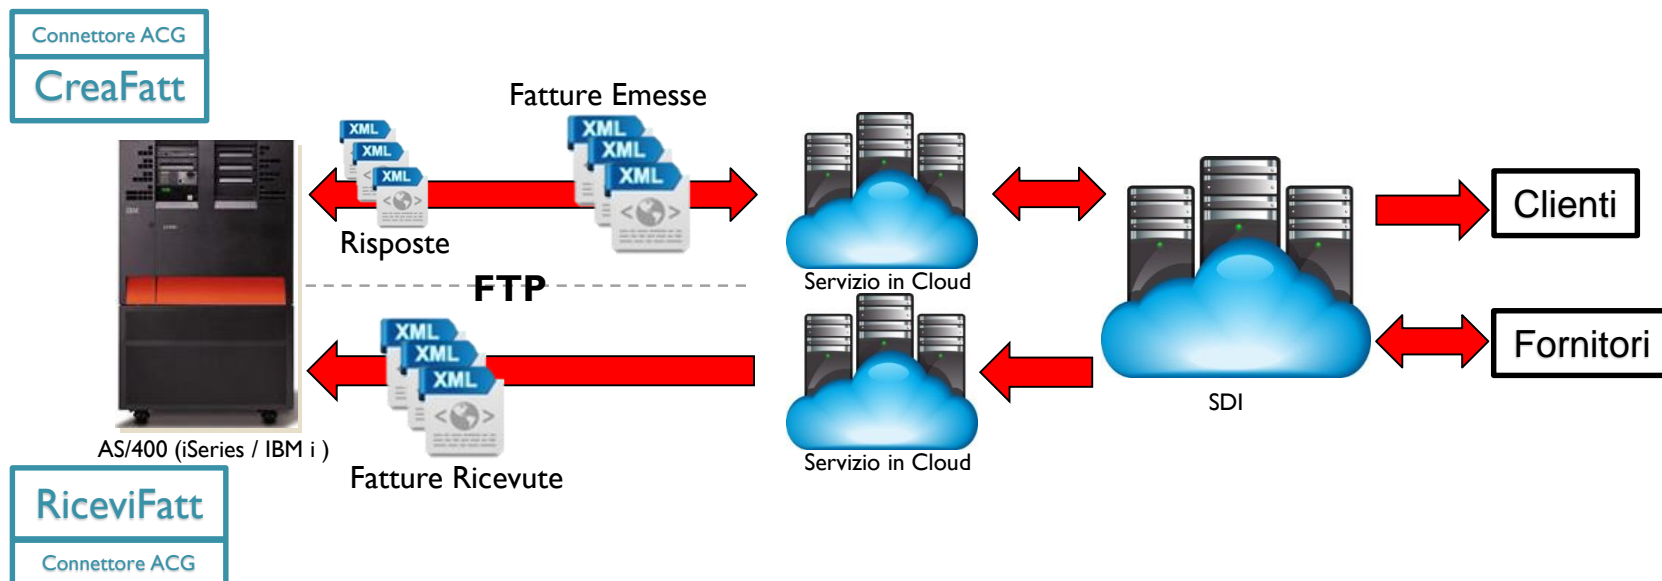 Connettore ACG
CreaFatt
Fatture Emesse
XML
XML
XML
XML
XML
XML
Risposte
Clienti
FTP
Servizio in Cloud
XML
XML
XML
Fornitori
SDI
AS/400 (iSeries / IBM i )
Fatture Ricevute
Servizio in Cloud
RiceviFatt
Connettore ACG